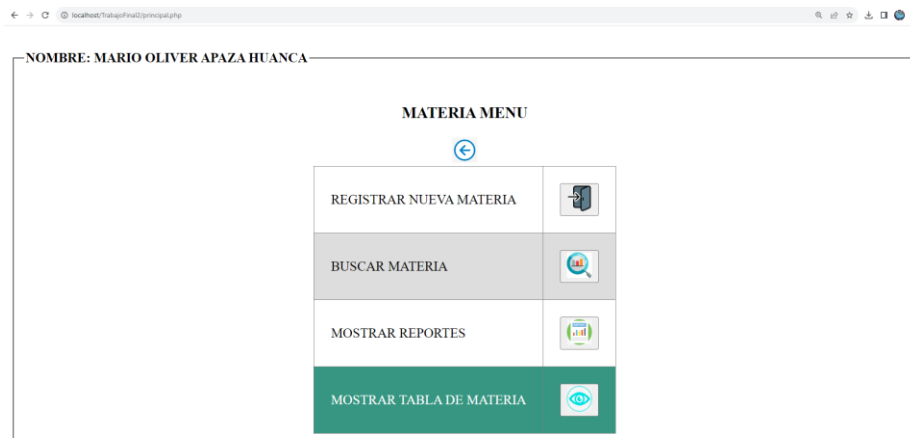 localhost/TrabajoFinal2/principal.php
NOMBRE: MARIO OLIVER APAZA HUANCA
MATERIA MENU
REGISTRAR NUEVA MATERIA
BUSCAR MATERIA
MOSTRAR REPORTES
MOSTRAR TABLA DE MATERIA